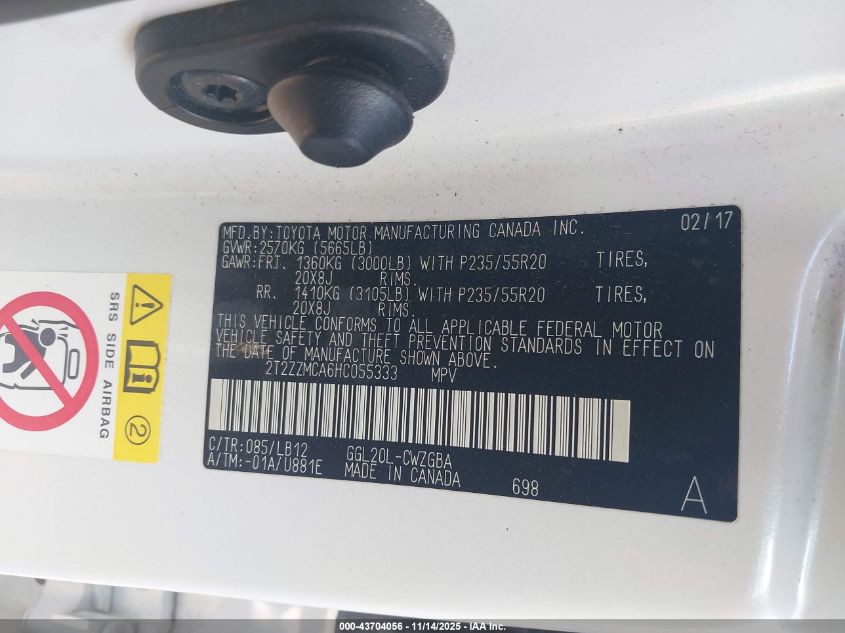 MFD.BY:TOYOTA MOTOR MANUFACTURING CANADA INC. 02/17
GVWR:2570KG (5665LB)
GAWR:FRT. 1360KG (3000LB) WITH P235/55R20 TIRES,
20X8J RIMS.
RR. 1410KG (3105LB) WITH P235/55R20 TIRES,
20X8J RIMS.
THIS VEHICLE CONFORMS TO ALL APPLICABLE FEDERAL MOTOR
VEHICLE SAFETY AND THEFT PREVENTION STANDARDS IN EFFECT ON
THE DATE OF MANUFACTURE SHOWN ABOVE.
2T2ZZMCA6HC055333 MPV
C/TR:085/LB12 GGL20L-CWZGBA
A/TM:-01A/U881E MADE IN CANADA
698
A
SRS SIDE AIRBAG
2
000-43704056 - 11/14/2025 - IAA Inc.